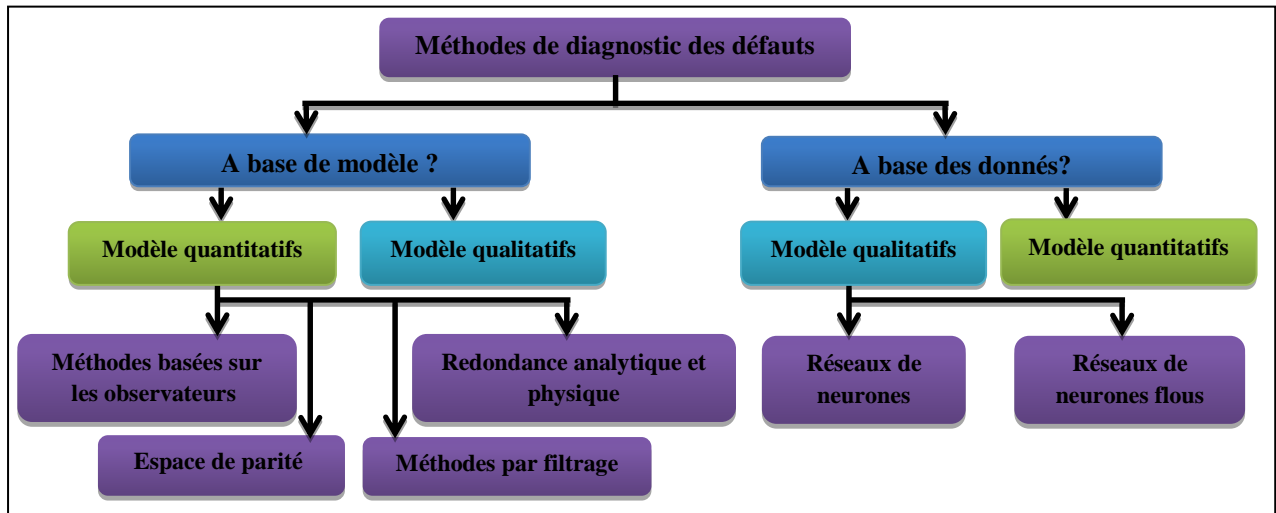 Méthodes de diagnostic des défauts
A base de modèle ?
A base des donnés?
Modèle quantitatifs
Modèle qualitatifs
Modèle qualitatifs
Modèle quantitatifs
Méthodes basées sur
les observateurs
Redondance analytique et
physique
Réseaux de
neurones
Réseaux de
neurones flous
Espace de parité
Méthodes par filtrage